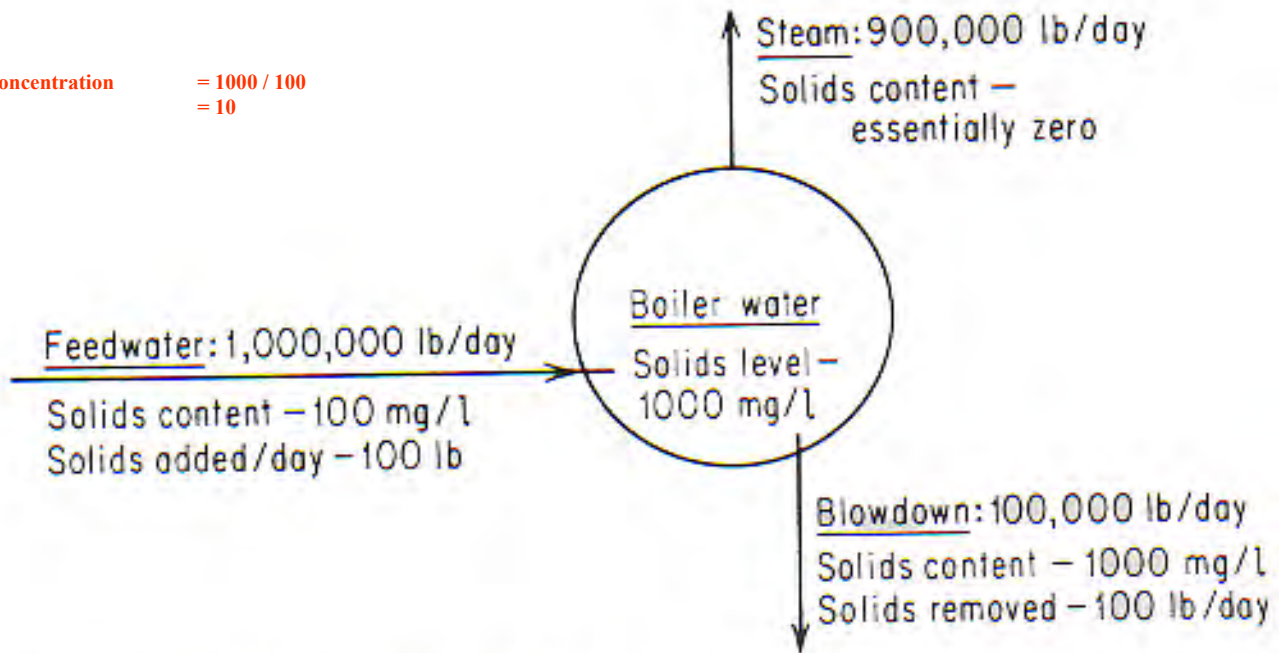 oncentration = 1000 / 100
= 10
Steam: 900,000 lb/day
Solids content –
essentially zero
Boiler water
Solids level –
1000 mg/l
Feedwater: 1,000,000 lb/day
Solids content – 100 mg/l
Solids added/day – 100 lb
Blowdown: 100,000 lb/day
Solids content – 1000 mg/l
Solids removed – 100 lb/day